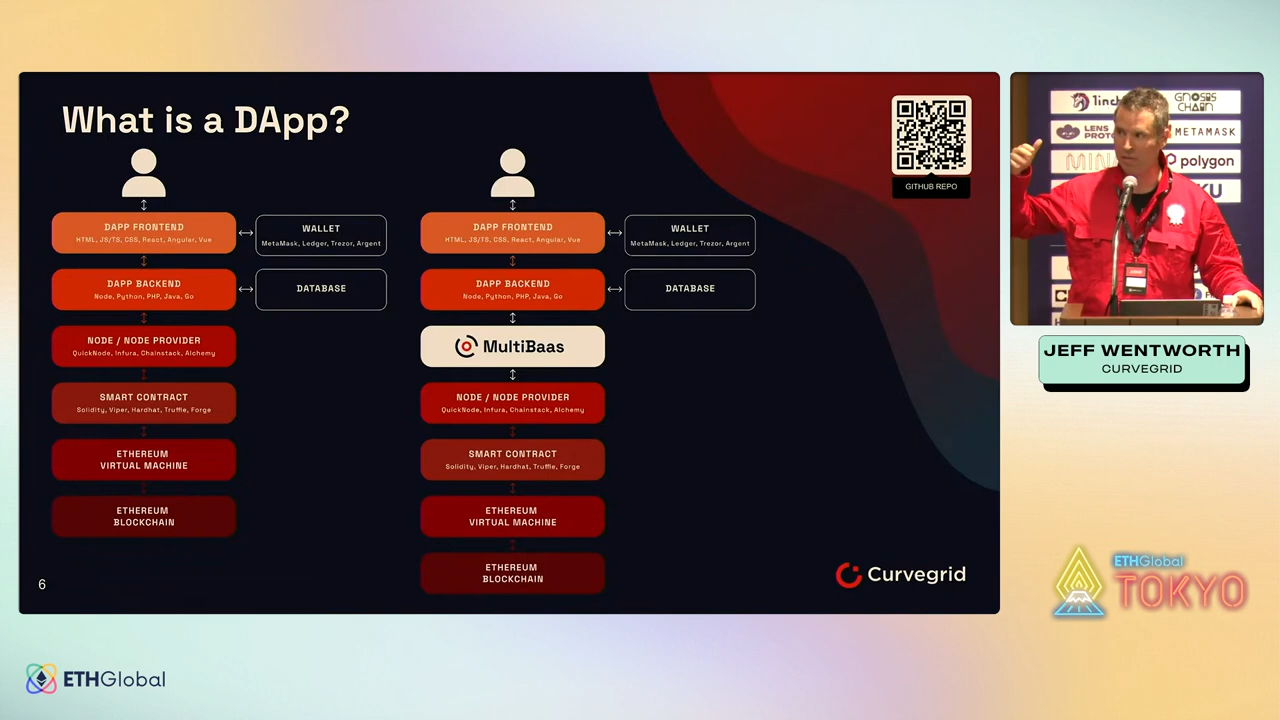 What is a DApp?
GITHUB REPO
DAPP FRONTEND
HTML, JS/TS, CSS, React, Angular, Vue
WALLET
MetaMask, Ledger, Trezor, Argent
DAPP BACKEND
Node, Python, PHP, Java, Go
DATABASE
NODE / NODE PROVIDER
QuickNode, Infura, Chainstack, Alchemy
SMART CONTRACT
Solidity, Viper, Hardhat, Truffle, Forge
ETHEREUM
VIRTUAL MACHINE
ETHEREUM
BLOCKCHAIN
DAPP FRONTEND
HTML, JS/TS, CSS, React, Angular, Vue
WALLET
MetaMask, Ledger, Trezor, Argent
DAPP BACKEND
Node, Python, PHP, Java, Go
DATABASE
MultiBaas
NODE / NODE PROVIDER
QuickNode, Infura, Chainstack, Alchemy
SMART CONTRACT
Solidity, Viper, Hardhat, Truffle, Forge
ETHEREUM
VIRTUAL MACHINE
ETHEREUM
BLOCKCHAIN
6
Curvegrid
GNOSIS
CHAIN
LENS
METAMASK
polygon
JEFF WENTWORTH
CURVEGRID
ETHGlobal
TOKYO
ETHGlobal